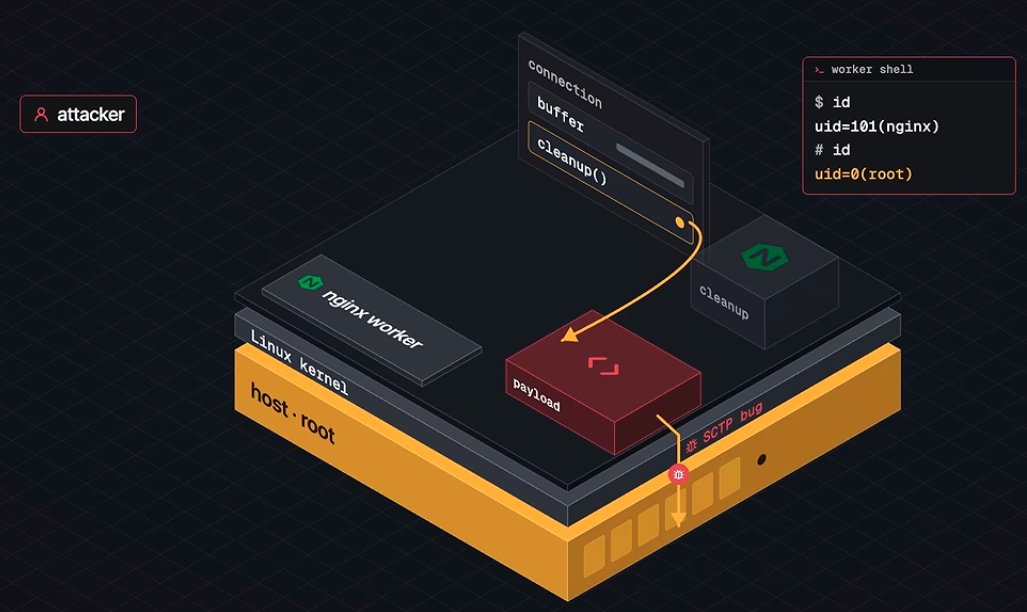 attacker
connection
buffer
cleanup()
>_ worker shell
$ id
uid=101(nginx)
# id
uid=0(root)
N
cleanup
N nginx worker
payload
Linux kernel
host · root
SCTP bug